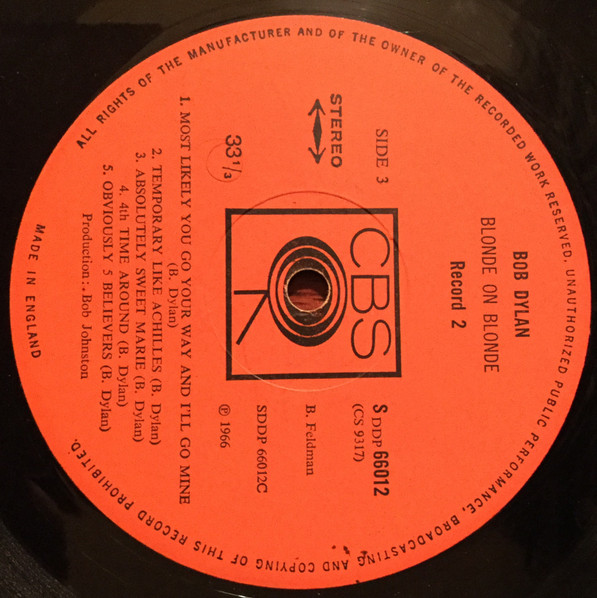 ALL RIGHTS OF THE MANUFACTURER AND OF THE OWNER OF THE RECORDED WORK RESERVED. UNAUTHORIZED PUBLIC PERFORMANCE, BROADCASTING AND COPYING OF THIS RECORD PROHIBITED.
BOB DYLAN
BLONDE ON BLONDE
Record 2
SIDE 3
STEREO
33 1/3
CBS
S DDP 66012
(CS 9317)
B. Feldman
SDDP 66012C
℗ 1966
1. MOST LIKELY YOU GO YOUR WAY AND I'LL GO MINE
(B. Dylan)
2. TEMPORARY LIKE ACHILLES (B. Dylan)
3. ABSOLUTELY SWEET MARIE (B. Dylan)
4. 4th TIME AROUND (B. Dylan)
5. OBVIOUSLY 5 BELIEVERS (B. Dylan)
Production:. Bob Johnston
MADE IN ENGLAND